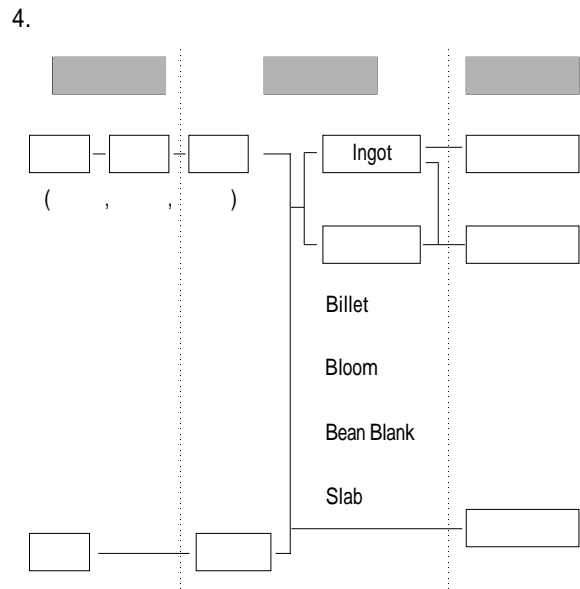 4.
Ingot
( , , )
Billet
Bloom
Bean Blank
Slab